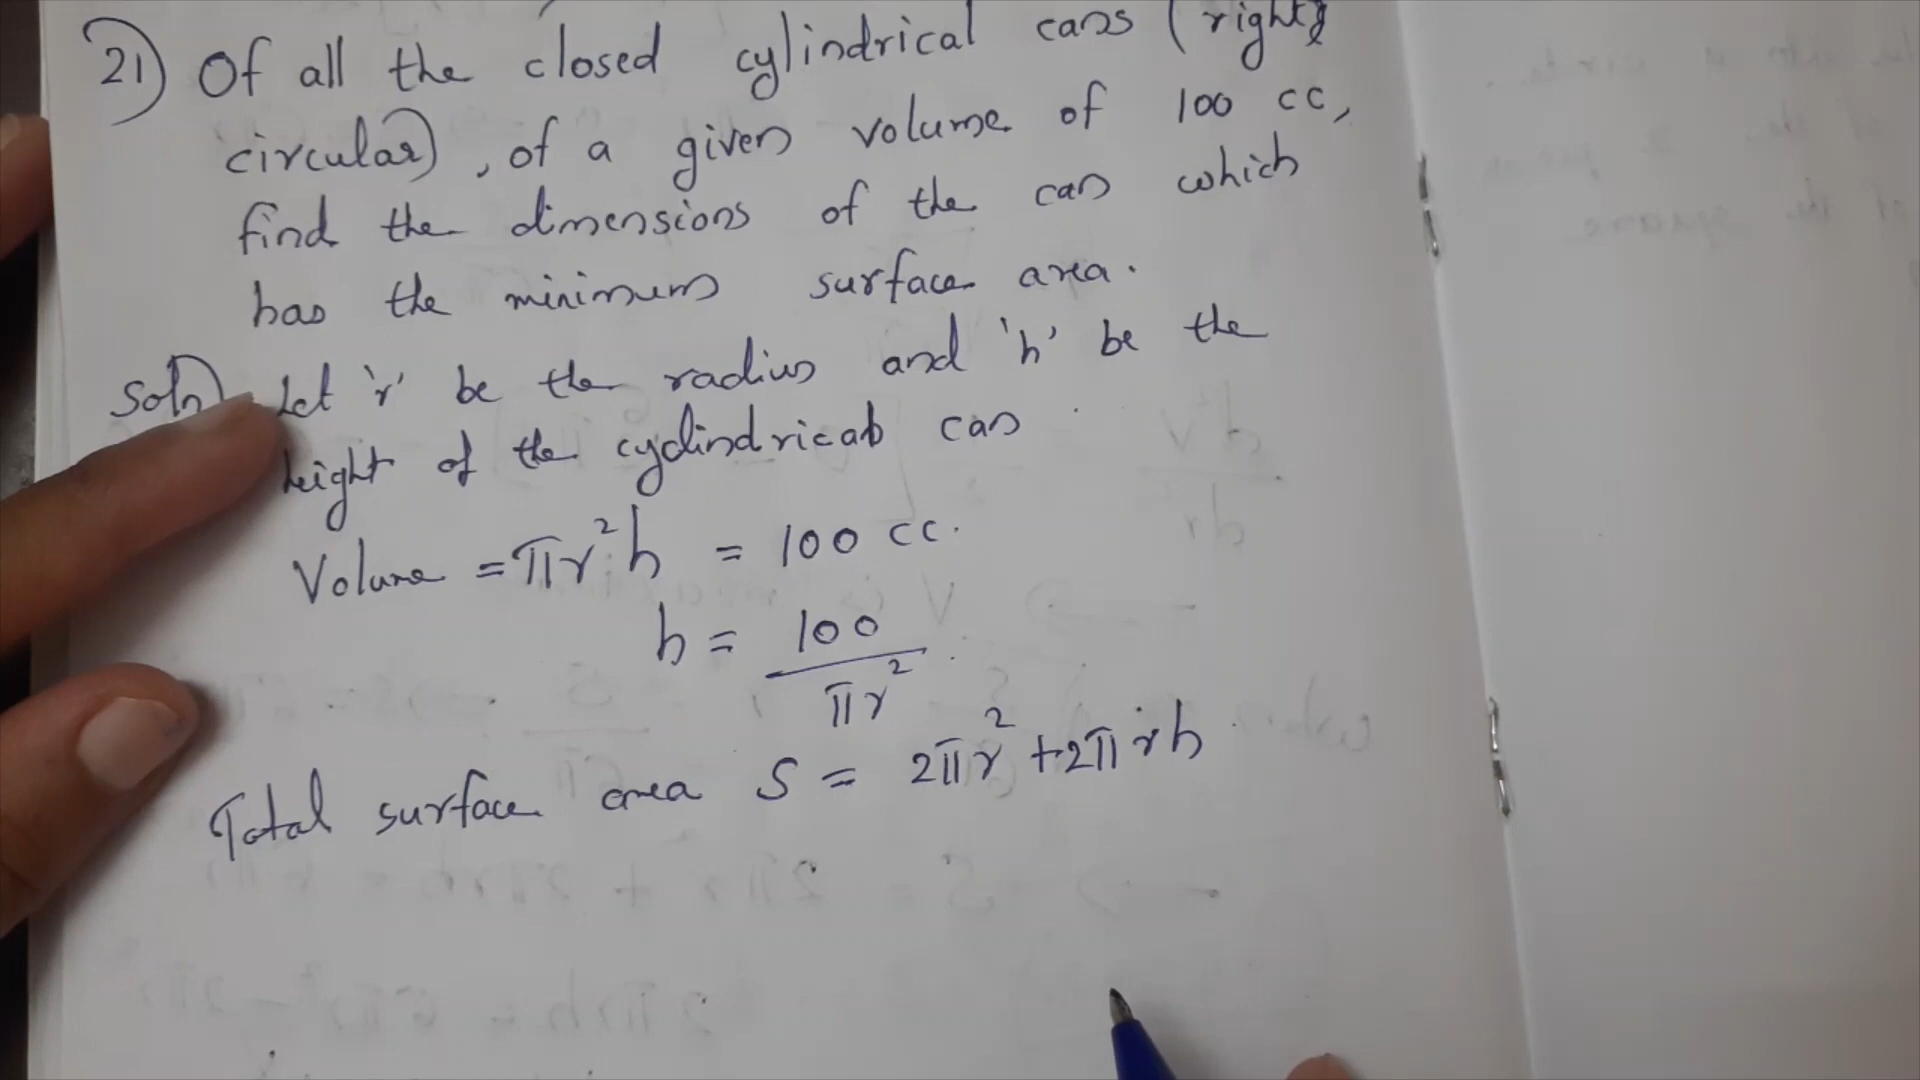 21) Of all the closed cylindrical cans (right
circular), of a given volume of 100 cc,
find the dimensions of the can which
has the minimum surface area.
Soln) Let 'r' be the radius and 'h' be the
height of the cyclindrical can
Volume = πr²h = 100 cc.
h = 100
πr²
Total surface area S = 2πr² + 2πrh